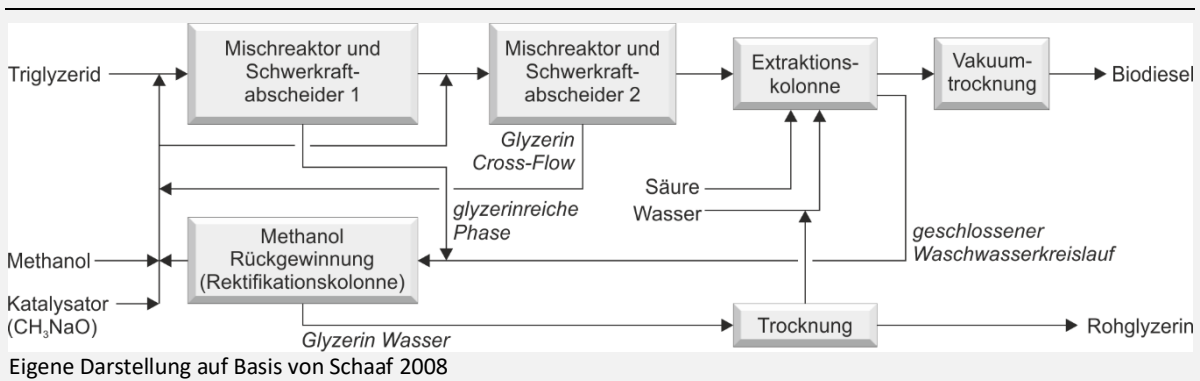 Triglyzerid
Mischreaktor und
Schwerkraft-
abscheider 1
Mischreaktor und
Schwerkraft-
abscheider 2
Extraktions-
kolonne
Vakuum-
trocknung
Biodiesel
Glyzerin
Cross-Flow
Säure
Wasser
glyzerinreiche
Phase
geschlossener
Waschwasserkreislauf
Methanol
Methanol
Rückgewinnung
(Rektifikationskolonne)
Katalysator
(CH₃NaO)
Glyzerin Wasser
Trocknung
Rohglyzerin
Eigene Darstellung auf Basis von Schaaf 2008